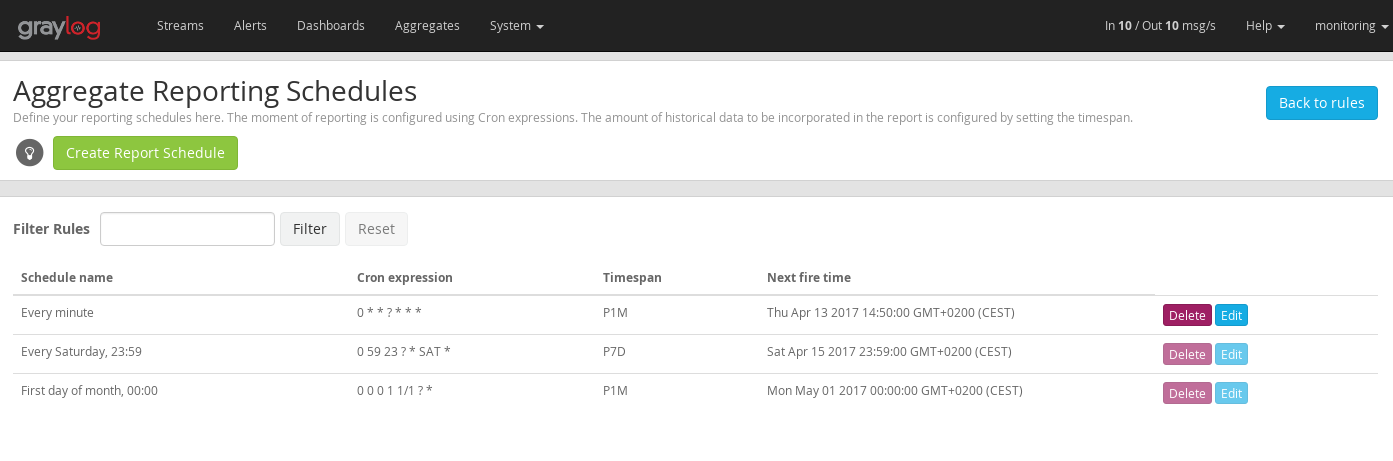 graylog Streams Alerts Dashboards Aggregates System In 10 / Out 10 msg/s Help monitoring
Aggregate Reporting Schedules
Back to rules
Define your reporting schedules here. The moment of reporting is configured using Cron expressions. The amount of historical data to be incorporated in the report is configured by setting the timespan.
Create Report Schedule
Filter Rules Filter Reset
Schedule name Cron expression Timespan Next fire time
Every minute 0 * * ? * * * P1M Thu Apr 13 2017 14:50:00 GMT+0200 (CEST) Delete Edit
Every Saturday, 23:59 0 59 23 ? * SAT * P7D Sat Apr 15 2017 23:59:00 GMT+0200 (CEST) Delete Edit
First day of month, 00:00 0 0 0 1 1/1 ? * P1M Mon May 01 2017 00:00:00 GMT+0200 (CEST) Delete Edit